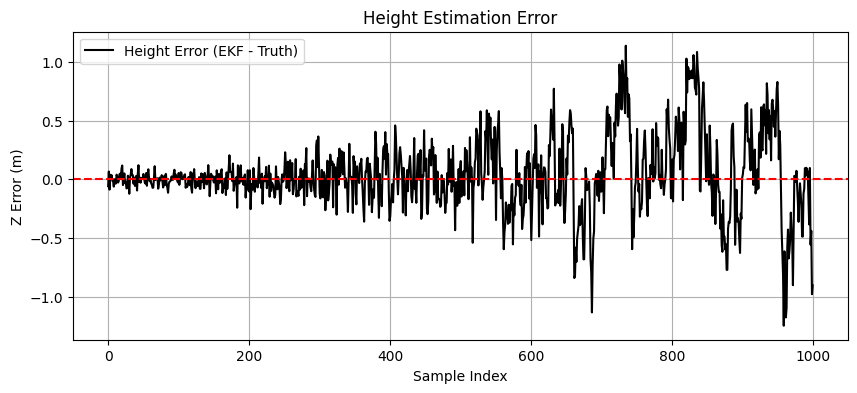 Height Estimation Error
Height Error (EKF - Truth)
1.0
0.5
0.0
−0.5
−1.0
Z Error (m)
0 200 400 600 800 1000
Sample Index